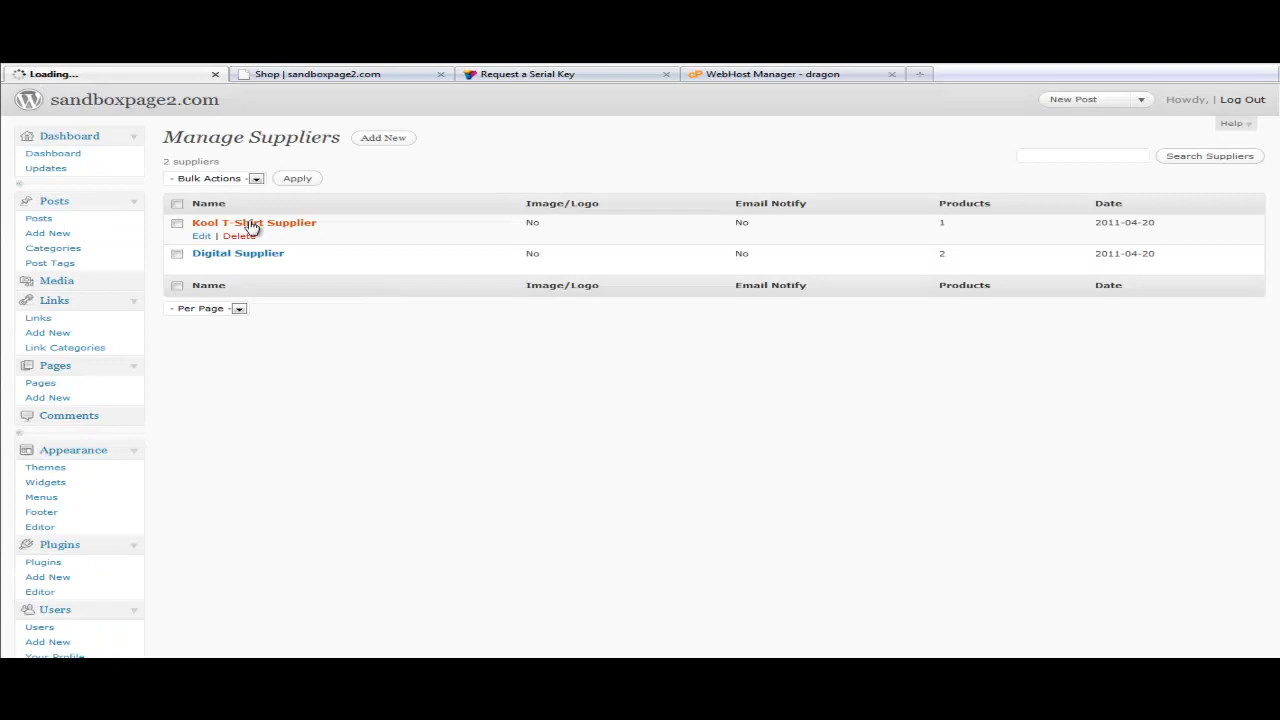 Loading...
Shop | sandboxpage2.com
Request a Serial Key
WebHost Manager - dragon
sandboxpage2.com
New Post
Howdy, | Log Out
Help
Dashboard
Dashboard
Updates
Posts
Posts
Add New
Categories
Post Tags
Media
Links
Links
Add New
Link Categories
Pages
Pages
Add New
Comments
Appearance
Themes
Widgets
Menus
Footer
Editor
Plugins
Plugins
Add New
Editor
Users
Users
Add New
Your Profile
Manage Suppliers Add New
2 suppliers
Search Suppliers
- Bulk Actions - Apply
Name Image/Logo Email Notify Products Date
Kool T-Shirt Supplier No No 1 2011-04-20
Edit | Delete
Digital Supplier No No 2 2011-04-20
Name Image/Logo Email Notify Products Date
- Per Page -